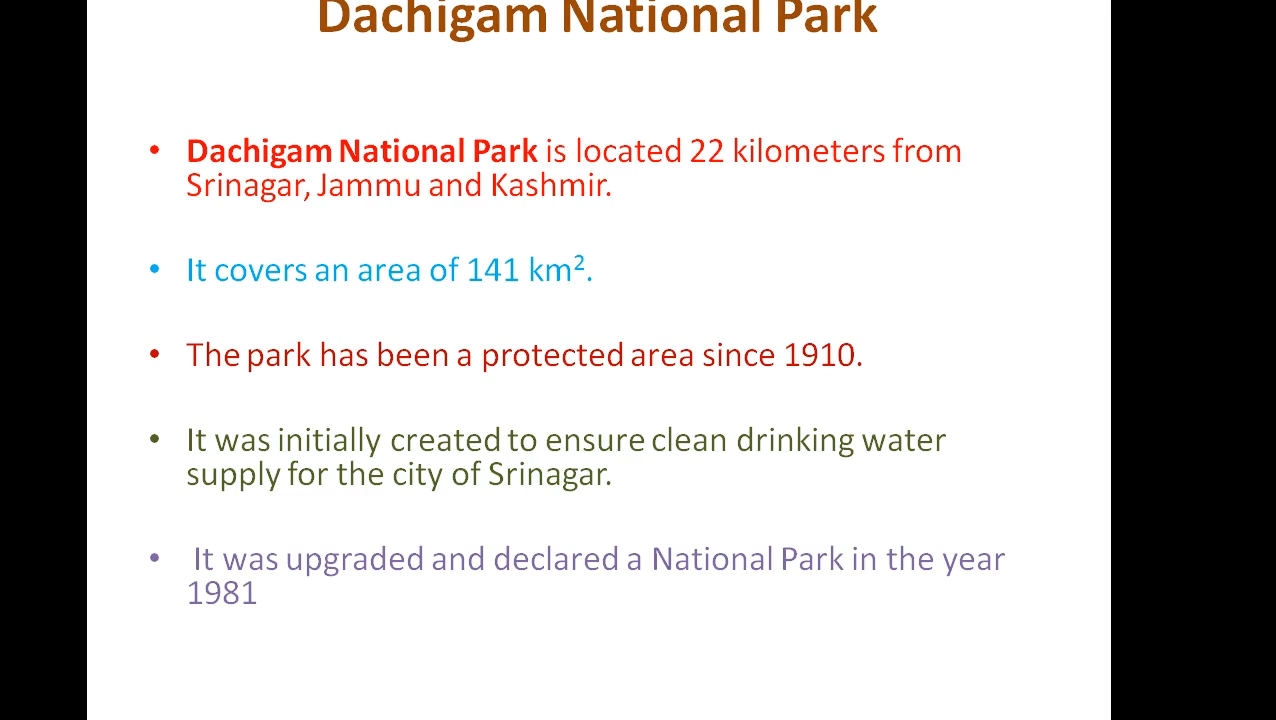 Dachigam National Park
• Dachigam National Park is located 22 kilometers from
Srinagar, Jammu and Kashmir.
• It covers an area of 141 km².
• The park has been a protected area since 1910.
• It was initially created to ensure clean drinking water
supply for the city of Srinagar.
• It was upgraded and declared a National Park in the year
1981